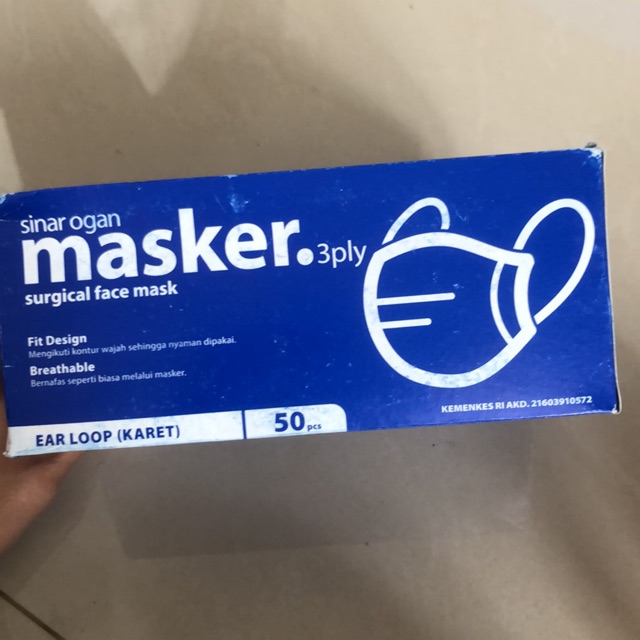 sinar ogan
masker. 3ply
surgical face mask
Fit Design
Mengikuti kontur wajah sehingga nyaman dipakai.
Breathable
Bernafas seperti biasa melalui masker.
KEMENKES RI AKD. 21603910572
EAR LOOP (KARET)
50 pcs